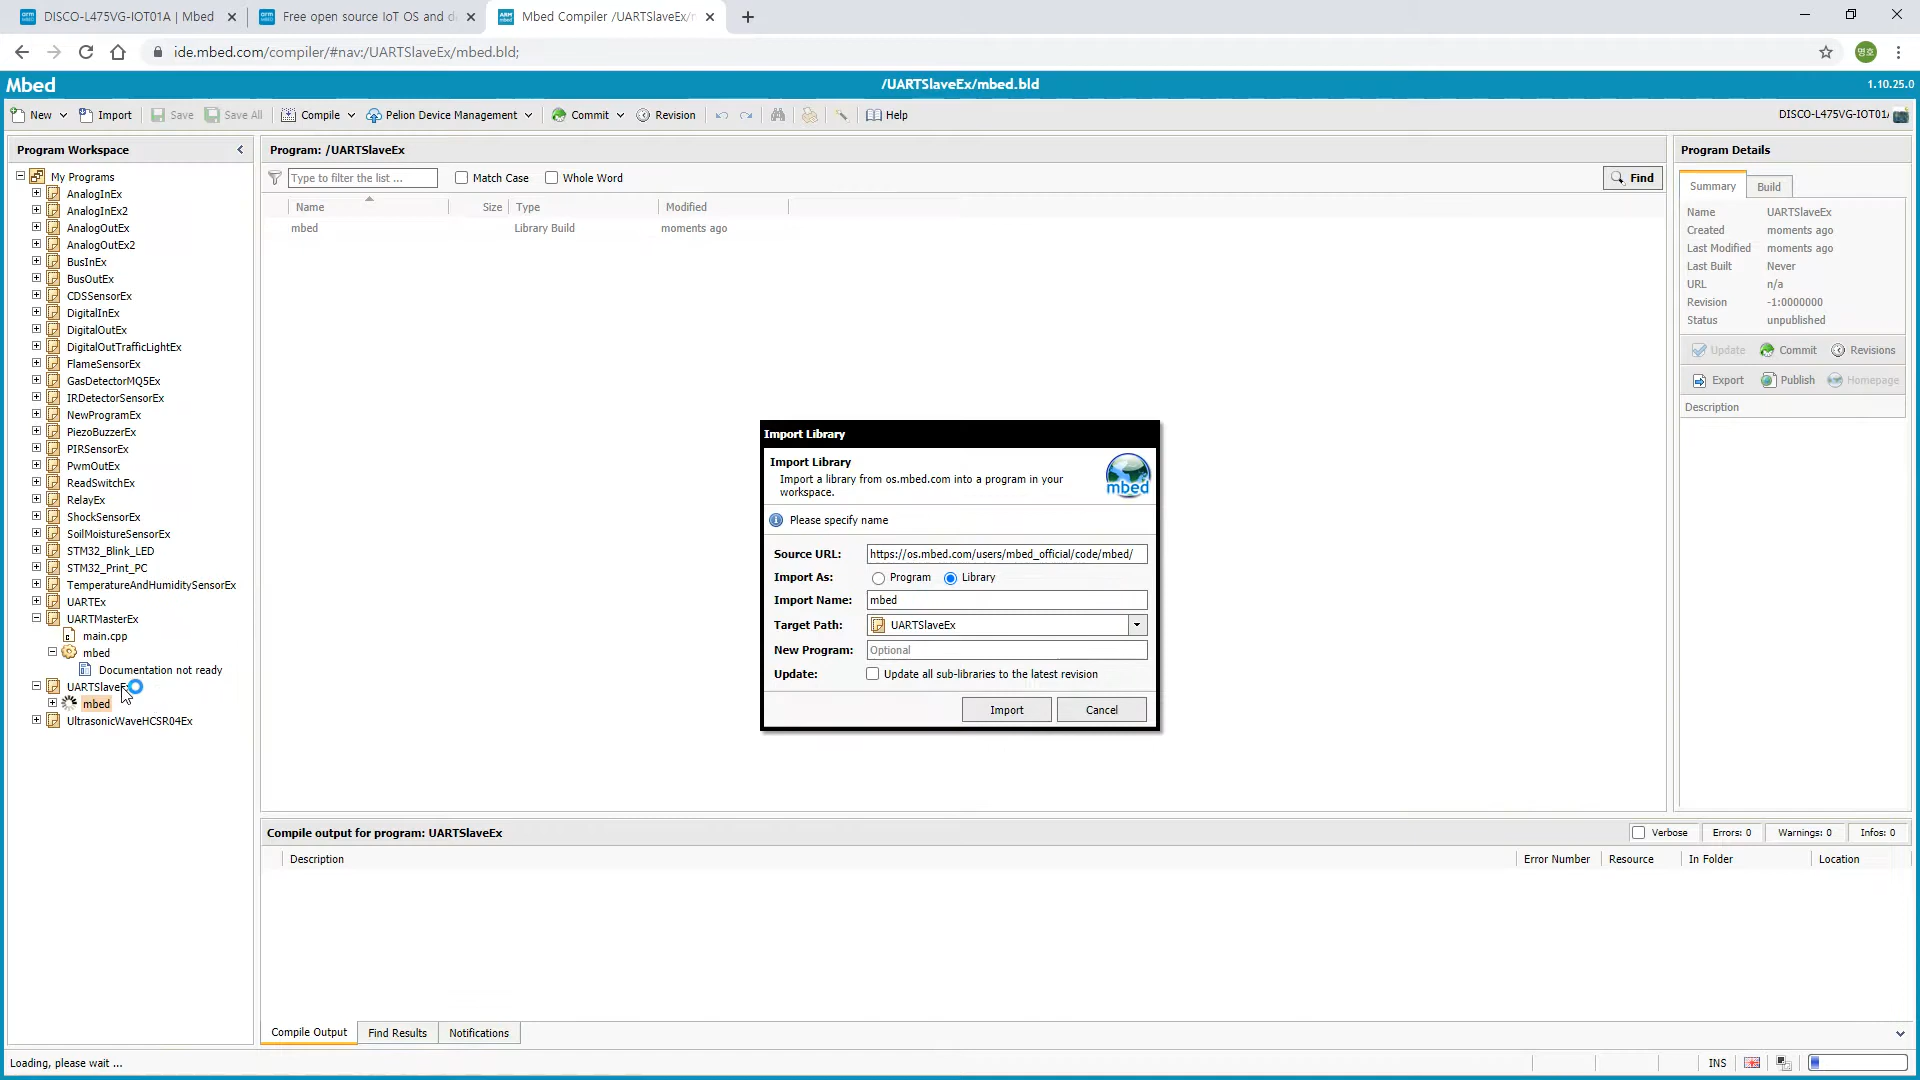 DISCO-L475VG-IOT01A | Mbed
Free open source IoT OS and d
Mbed Compiler /UARTSlaveEx/m
ide.mbed.com/compiler/#nav:/UARTSlaveEx/mbed.bld;
명호
Mbed
/UARTSlaveEx/mbed.bld
1.10.25.0
New
Import
Save
Save All
Compile
Pelion Device Management
Commit
Revision
Help
DISCO-L475VG-IOT01
Program Workspace
My Programs
AnalogInEx
AnalogInEx2
AnalogOutEx
AnalogOutEx2
BusInEx
BusOutEx
CDSSensorEx
DigitalInEx
DigitalOutEx
DigitalOutTrafficLightEx
FlameSensorEx
GasDetectorMQ5Ex
IRDetectorSensorEx
NewProgramEx
PiezoBuzzerEx
PIRSensorEx
PwmOutEx
ReadSwitchEx
RelayEx
ShockSensorEx
SoilMoistureSensorEx
STM32_Blink_LED
STM32_Print_PC
TemperatureAndHumiditySensorEx
UARTEx
UARTMasterEx
main.cpp
mbed
Documentation not ready
UARTSlaveE
mbed
UltrasonicWaveHCSR04Ex
Program: /UARTSlaveEx
Type to filter the list ...
Match Case
Whole Word
Find
Name
Size
Type
Modified
mbed
Library Build
moments ago
Import Library
Import Library
Import a library from os.mbed.com into a program in your
workspace.
mbed
Please specify name
Source URL: https://os.mbed.com/users/mbed_official/code/mbed/
Import As: Program Library
Import Name: mbed
Target Path: UARTSlaveEx
New Program: Optional
Update: Update all sub-libraries to the latest revision
Import
Cancel
Program Details
Summary
Build
Name UARTSlaveEx
Created moments ago
Last Modified moments ago
Last Built Never
URL n/a
Revision -1:0000000
Status unpublished
Update
Commit
Revisions
Export
Publish
Homepage
Description
Compile output for program: UARTSlaveEx
Verbose
Errors: 0
Warnings: 0
Infos: 0
Description
Error Number
Resource
In Folder
Location
Compile Output
Find Results
Notifications
Loading, please wait ...
INS